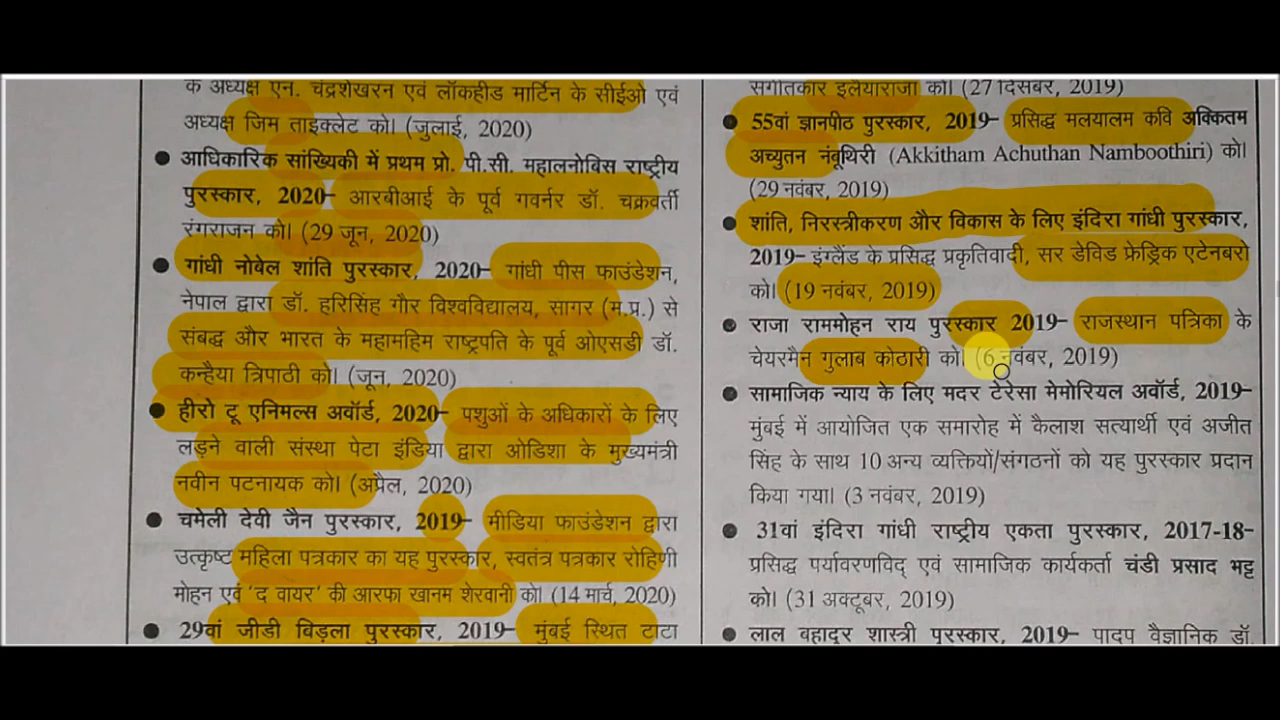 के अध्यक्ष एन. चंद्रशेखरन एवं लॉकहीड मार्टिन के सीईओ एवं
अध्यक्ष जिम ताइक्लेट को। (जुलाई, 2020)
● आधिकारिक सांख्यिकी में प्रथम प्रो. पी.सी. महालनोबिस राष्ट्रीय
पुरस्कार, 2020– आरबीआई के पूर्व गवर्नर डॉ. चक्रवर्ती
रंगराजन को। (29 जून, 2020)
● गांधी नोबेल शांति पुरस्कार, 2020– गांधी पीस फाउंडेशन,
नेपाल द्वारा डॉ. हरिसिंह गौर विश्वविद्यालय, सागर (म.प्र.) से
संबद्ध और भारत के महामहिम राष्ट्रपति के पूर्व ओएसडी डॉ.
कन्हैया त्रिपाठी को। (जून, 2020)
● हीरो टू एनिमल्स अवॉर्ड, 2020– पशुओं के अधिकारों के लिए
लड़ने वाली संस्था पेटा इंडिया द्वारा ओडिशा के मुख्यमंत्री
नवीन पटनायक को। (अप्रैल, 2020)
● चमेली देवी जैन पुरस्कार, 2019– मीडिया फाउंडेशन द्वारा
उत्कृष्ट महिला पत्रकार का यह पुरस्कार, स्वतंत्र पत्रकार रोहिणी
मोहन एवं 'द वायर' की आरफा खानम शेरवानी को। (14 मार्च, 2020)
● 29वां जीडी बिड़ला पुरस्कार, 2019– मुंबई स्थित टाटा
संगीतकार इलैयाराजा को। (27 दिसंबर, 2019)
● 55वां ज्ञानपीठ पुरस्कार, 2019– प्रसिद्ध मलयालम कवि अक्कितम
अच्युतन नंबूथिरी (Akkitham Achuthan Namboothiri) को।
(29 नवंबर, 2019)
● शांति, निरस्त्रीकरण और विकास के लिए इंदिरा गांधी पुरस्कार,
2019– इंग्लैंड के प्रसिद्ध प्रकृतिवादी, सर डेविड फ्रेड्रिक एटेनबरो
को। (19 नवंबर, 2019)
● राजा राममोहन राय पुरस्कार 2019– राजस्थान पत्रिका के
चेयरमैन गुलाब कोठारी को। (6 नवंबर, 2019)
● सामाजिक न्याय के लिए मदर टेरेसा मेमोरियल अवॉर्ड, 2019–
मुंबई में आयोजित एक समारोह में कैलाश सत्यार्थी एवं अजीत
सिंह के साथ 10 अन्य व्यक्तियों/संगठनों को यह पुरस्कार प्रदान
किया गया। (3 नवंबर, 2019)
● 31वां इंदिरा गांधी राष्ट्रीय एकता पुरस्कार, 2017-18–
प्रसिद्ध पर्यावरणविद् एवं सामाजिक कार्यकर्ता चंडी प्रसाद भट्ट
को। (31 अक्टूबर, 2019)
● लाल बहादुर शास्त्री पुरस्कार, 2019– पादप वैज्ञानिक डॉ.